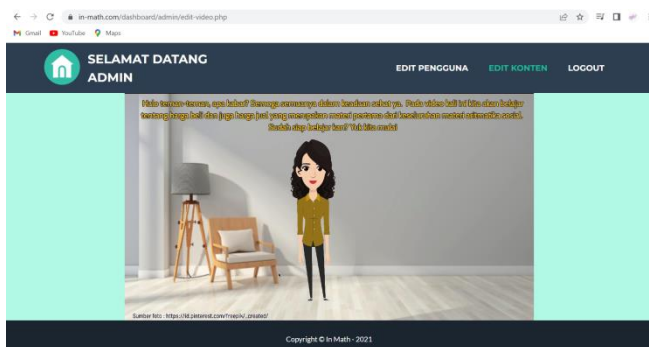 in-math.com/dashboard/admin/edit-video.php
Gmail YouTube Maps
SELAMAT DATANG
ADMIN
EDIT PENGGUNA EDIT KONTEN LOGOUT
Halo teman-teman, apa kabar? Semoga semuanya dalam keadaan sehat ya. Pada video kali ini kita akan belajar
tentang harga beli dan juga harga jual yang merupakan materi pertama dari keseluruhan materi aritmatika sosial.
Sudah siap belajar kan? Yuk kita mulai
Sumber foto : https://id.pinterest.com/freepik/_created/
Copyright © In Math - 2021